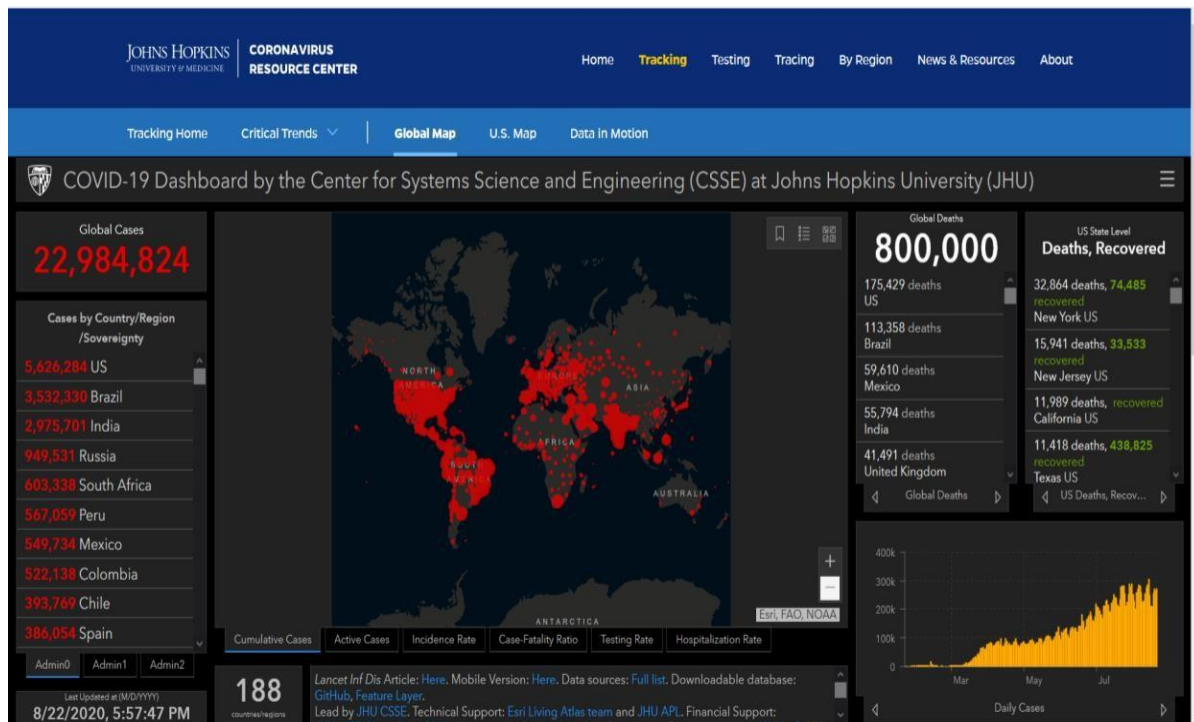 JOHNS HOPKINS
UNIVERSITY & MEDICINE
CORONAVIRUS
RESOURCE CENTER
Home Tracking Testing Tracing By Region News & Resources About
Tracking Home Critical Trends Global Map U.S. Map Data in Motion
COVID-19 Dashboard by the Center for Systems Science and Engineering (CSSE) at Johns Hopkins University (JHU)
Global Cases
22,984,824
Cases by Country/Region
/Sovereignty
5,626,284 US
3,532,330 Brazil
2,975,701 India
949,531 Russia
603,338 South Africa
567,059 Peru
549,734 Mexico
522,138 Colombia
393,769 Chile
386,054 Spain
Admin0 Admin1 Admin2
Last Updated at (M/D/YYYY)
8/22/2020, 5:57:47 PM
NORTH
AMERICA
EUROPE
ASIA
AFRICA
SOUTH
AMERICA
AUSTRALIA
ANTARCTICA
+
−
Esri, FAO, NOAA
Cumulative Cases Active Cases Incidence Rate Case-Fatality Ratio Testing Rate Hospitalization Rate
188
countries/regions
Lancet Inf Dis Article: Here. Mobile Version: Here. Data sources: Full list. Downloadable database:
GitHub, Feature Layer.
Lead by JHU CSSE. Technical Support: Esri Living Atlas team and JHU APL. Financial Support:
Global Deaths
800,000
175,429 deaths
US
113,358 deaths
Brazil
59,610 deaths
Mexico
55,794 deaths
India
41,491 deaths
United Kingdom
Global Deaths
US State Level
Deaths, Recovered
32,864 deaths, 74,485
recovered
New York US
15,941 deaths, 33,533
recovered
New Jersey US
11,989 deaths, recovered
California US
11,418 deaths, 438,825
recovered
Texas US
US Deaths, Recov...
400k
300k
200k
100k
0
Mar May Jul
Daily Cases